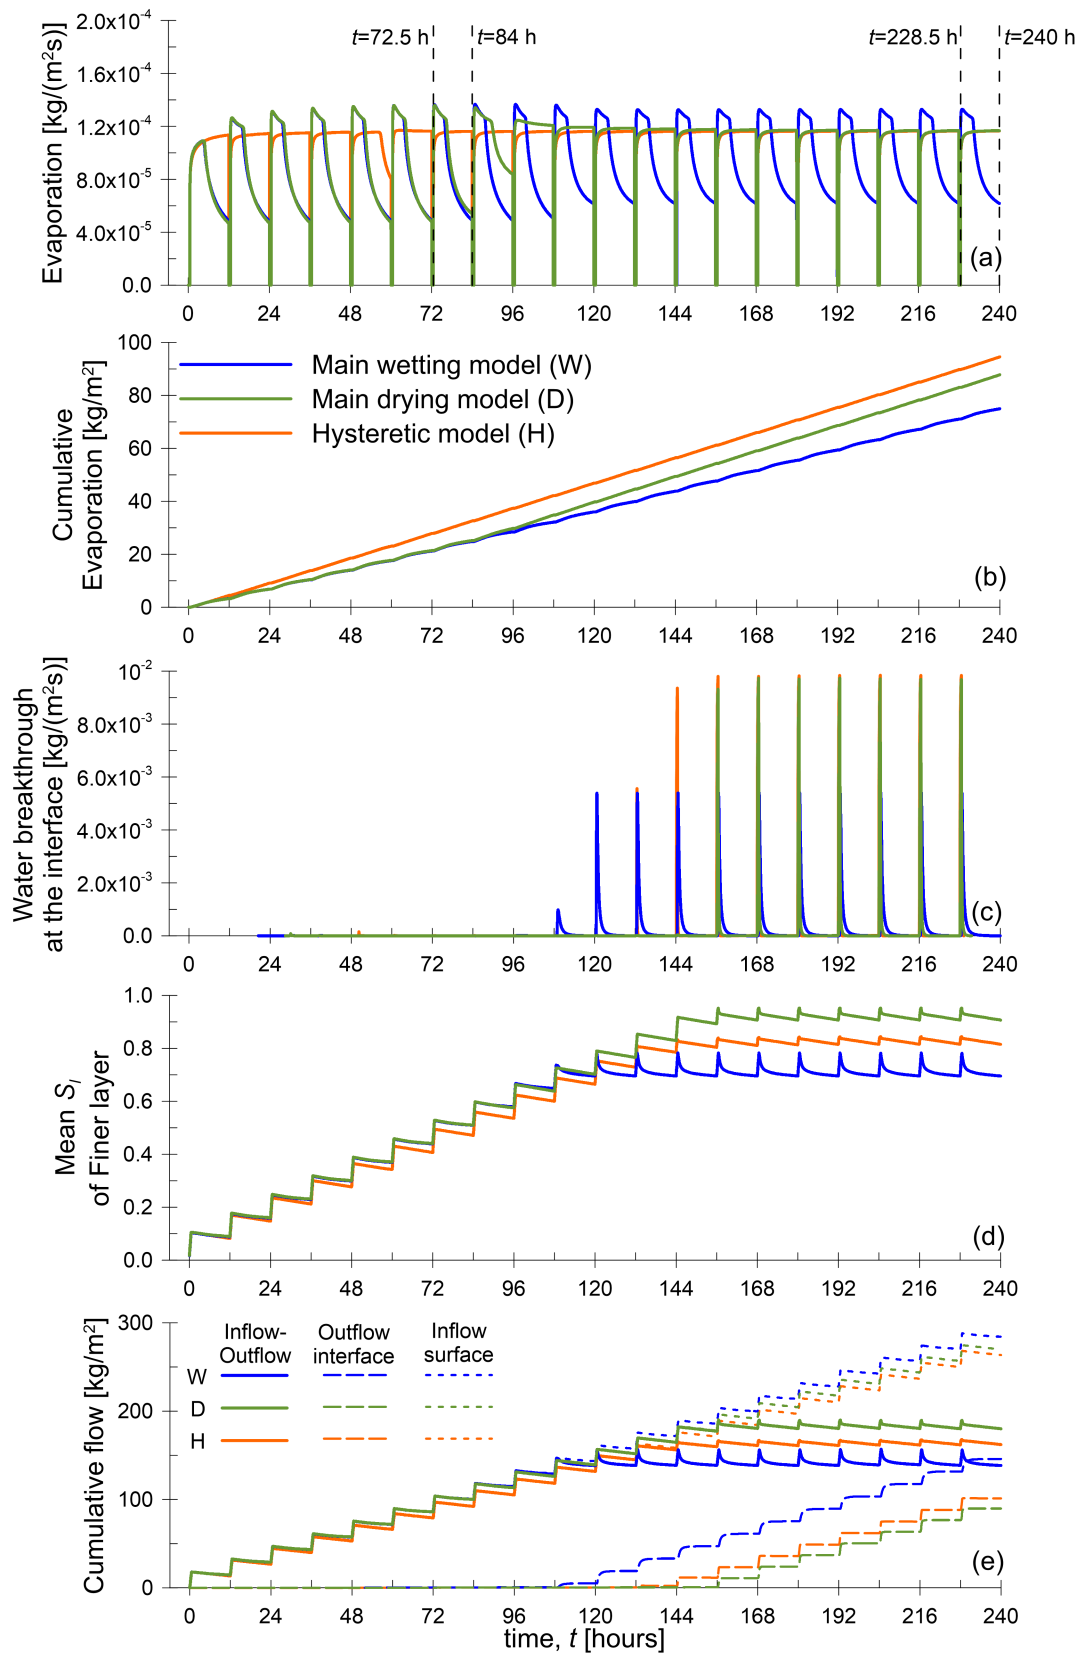 2.0x10-4
1.6x10-4
1.2x10-4
8.0x10-5
4.0x10-5
0.0
Evaporation [kg/(m2s)]
t=72.5 h
t=84 h
t=228.5 h
t=240 h
(a)
0 24 48 72 96 120 144 168 192 216 240
100
80
60
40
20
0
Cumulative
Evaporation [kg/m2]
Main wetting model (W)
Main drying model (D)
Hysteretic model (H)
(b)
0 24 48 72 96 120 144 168 192 216 240
10-2
8.0x10-3
6.0x10-3
4.0x10-3
2.0x10-3
0.0
Water breakthrough
at the interface [kg/(m2s)]
(c)
0 24 48 72 96 120 144 168 192 216 240
1.0
0.8
0.6
0.4
0.2
0.0
Mean Sl
of Finer layer
(d)
0 24 48 72 96 120 144 168 192 216 240
300
200
100
0
Cumulative flow [kg/m2]
Inflow-
Outflow
Outflow
interface
Inflow
surface
W
D
H
(e)
0 24 48 72 96 120 144 168 192 216 240
time, t [hours]